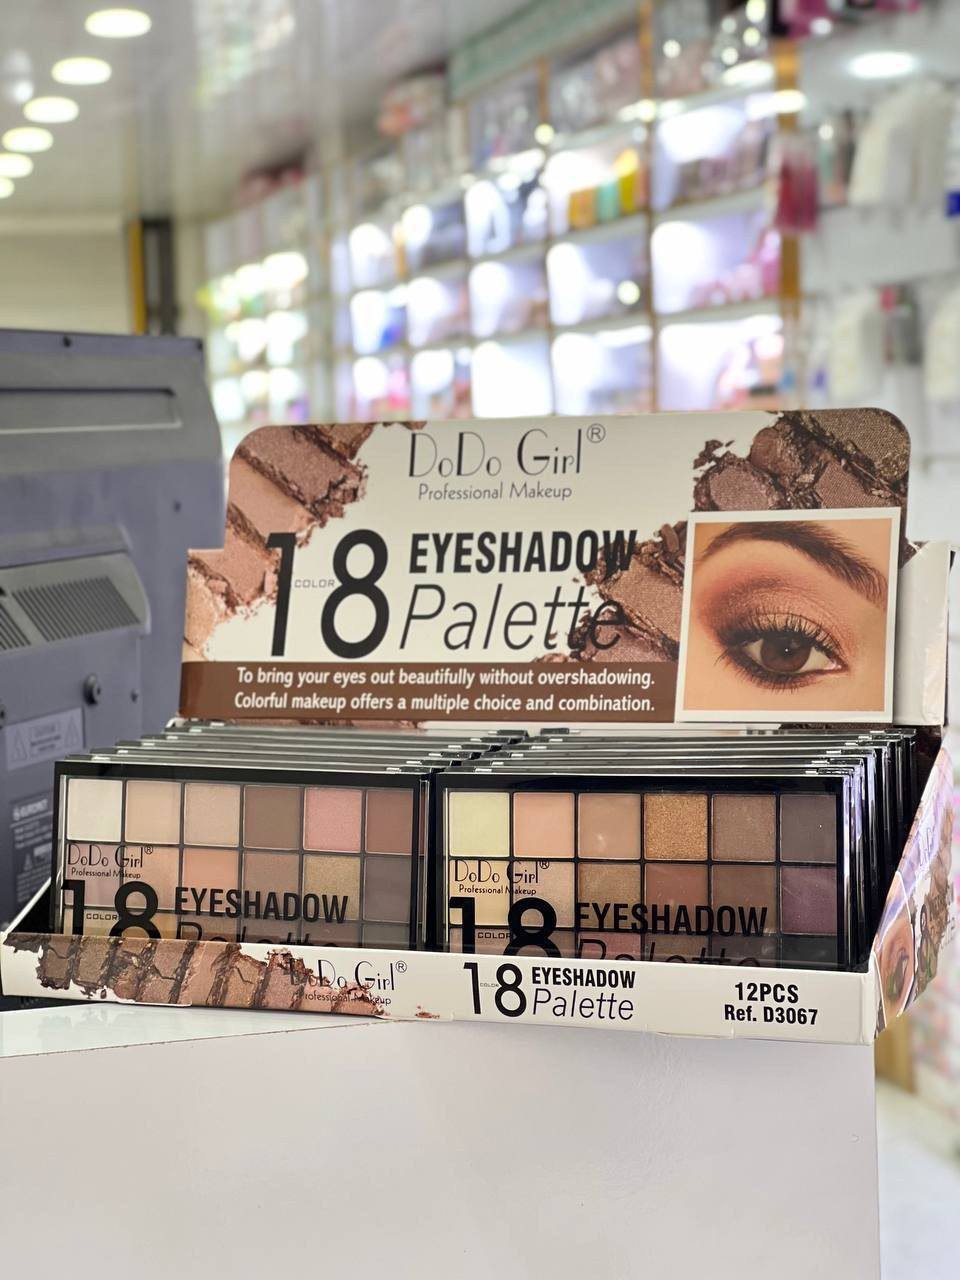 DoDo Girl®
Professional Makeup
18 COLOR EYESHADOW
Palette
To bring your eyes out beautifully without overshadowing.
Colorful makeup offers a multiple choice and combination.
DoDo Girl®
Professional Makeup
18 COLOR EYESHADOW
Palette
DoDo Girl®
Professional Makeup
18 COLOR EYESHADOW
Palette
DoDo Girl®
Professional Makeup
18 COLOR EYESHADOW
Palette
12PCS
Ref. D3067